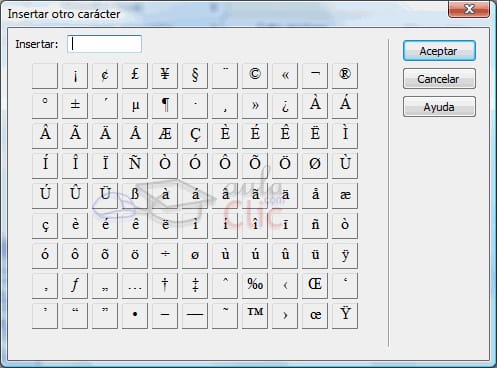 Insertar otro carácter
Insertar:
Aceptar
Cancelar
Ayuda
¡ ¢ £ ¥ § ¨ © « ¬ ®
° ± ´ µ ¶ · ¸ » ¿ À Á
Â Ã Ä Å Æ Ç È É Ê Ë Ì
Í Î Ï Ñ Ò Ó Ô Õ Ö Ø Ù
Ú Û Ü ß à á â ã ä å æ
ç è é ê ë ì í î ï ñ ò
ó ô õ ö ÷ ø ù ú û ü ÿ
‚ ƒ „ … † ‡ ˆ ‰ ‹ Œ ‘
’ “ ” • – — ˜ ™ › œ Ÿ
aula
Clic
.com